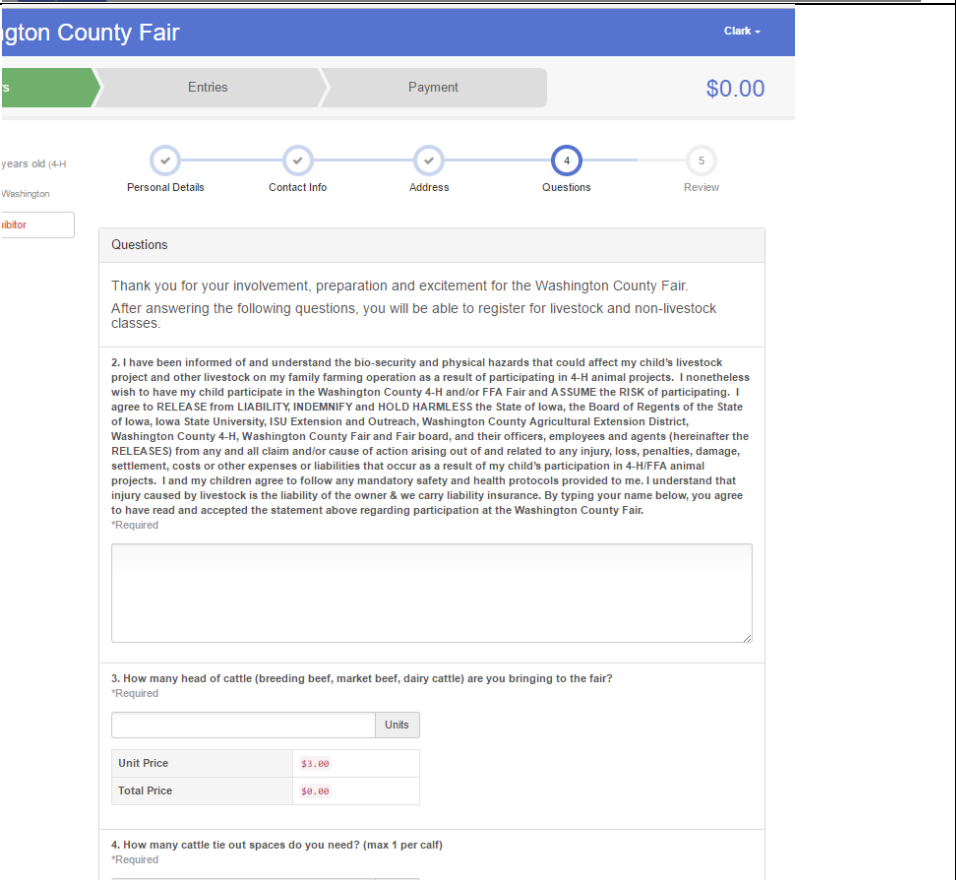 ngton County Fair
Clark
rs
Entries
Payment
$0.00
years old (4-H
Washington
hibitor
4
5
Personal Details
Contact Info
Address
Questions
Review
Questions
Thank you for your involvement, preparation and excitement for the Washington County Fair.
After answering the following questions, you will be able to register for livestock and non-livestock
classes.
2. I have been informed of and understand the bio-security and physical hazards that could affect my child's livestock
project and other livestock on my family farming operation as a result of participating in 4-H animal projects.  I nonetheless
wish to have my child participate in the Washington County 4-H and/or FFA Fair and ASSUME the RISK of participating.  I
agree to RELEASE from LIABILITY, INDEMNIFY and HOLD HARMLESS the State of Iowa, the Board of Regents of the State
of Iowa, Iowa State University, ISU Extension and Outreach, Washington County Agricultural Extension District,
Washington County 4-H, Washington County Fair and Fair board, and their officers, employees and agents (hereinafter the
RELEASES) from any and all claim and/or cause of action arising out of and related to any injury, loss, penalties, damage,
settlement, costs or other expenses or liabilities that occur as a result of my child's participation in 4-H/FFA animal
projects.  I and my children agree to follow any mandatory safety and health protocols provided to me. I understand that
injury caused by livestock is the liability of the owner & we carry liability insurance. By typing your name below, you agree
to have read and accepted the statement above regarding participation at the Washington County Fair.
*Required
3. How many head of cattle (breeding beef, market beef, dairy cattle) are you bringing to the fair?
*Required
Units
Unit Price $3.00
Total Price $0.00
4. How many cattle tie out spaces do you need? (max 1 per calf)
*Required